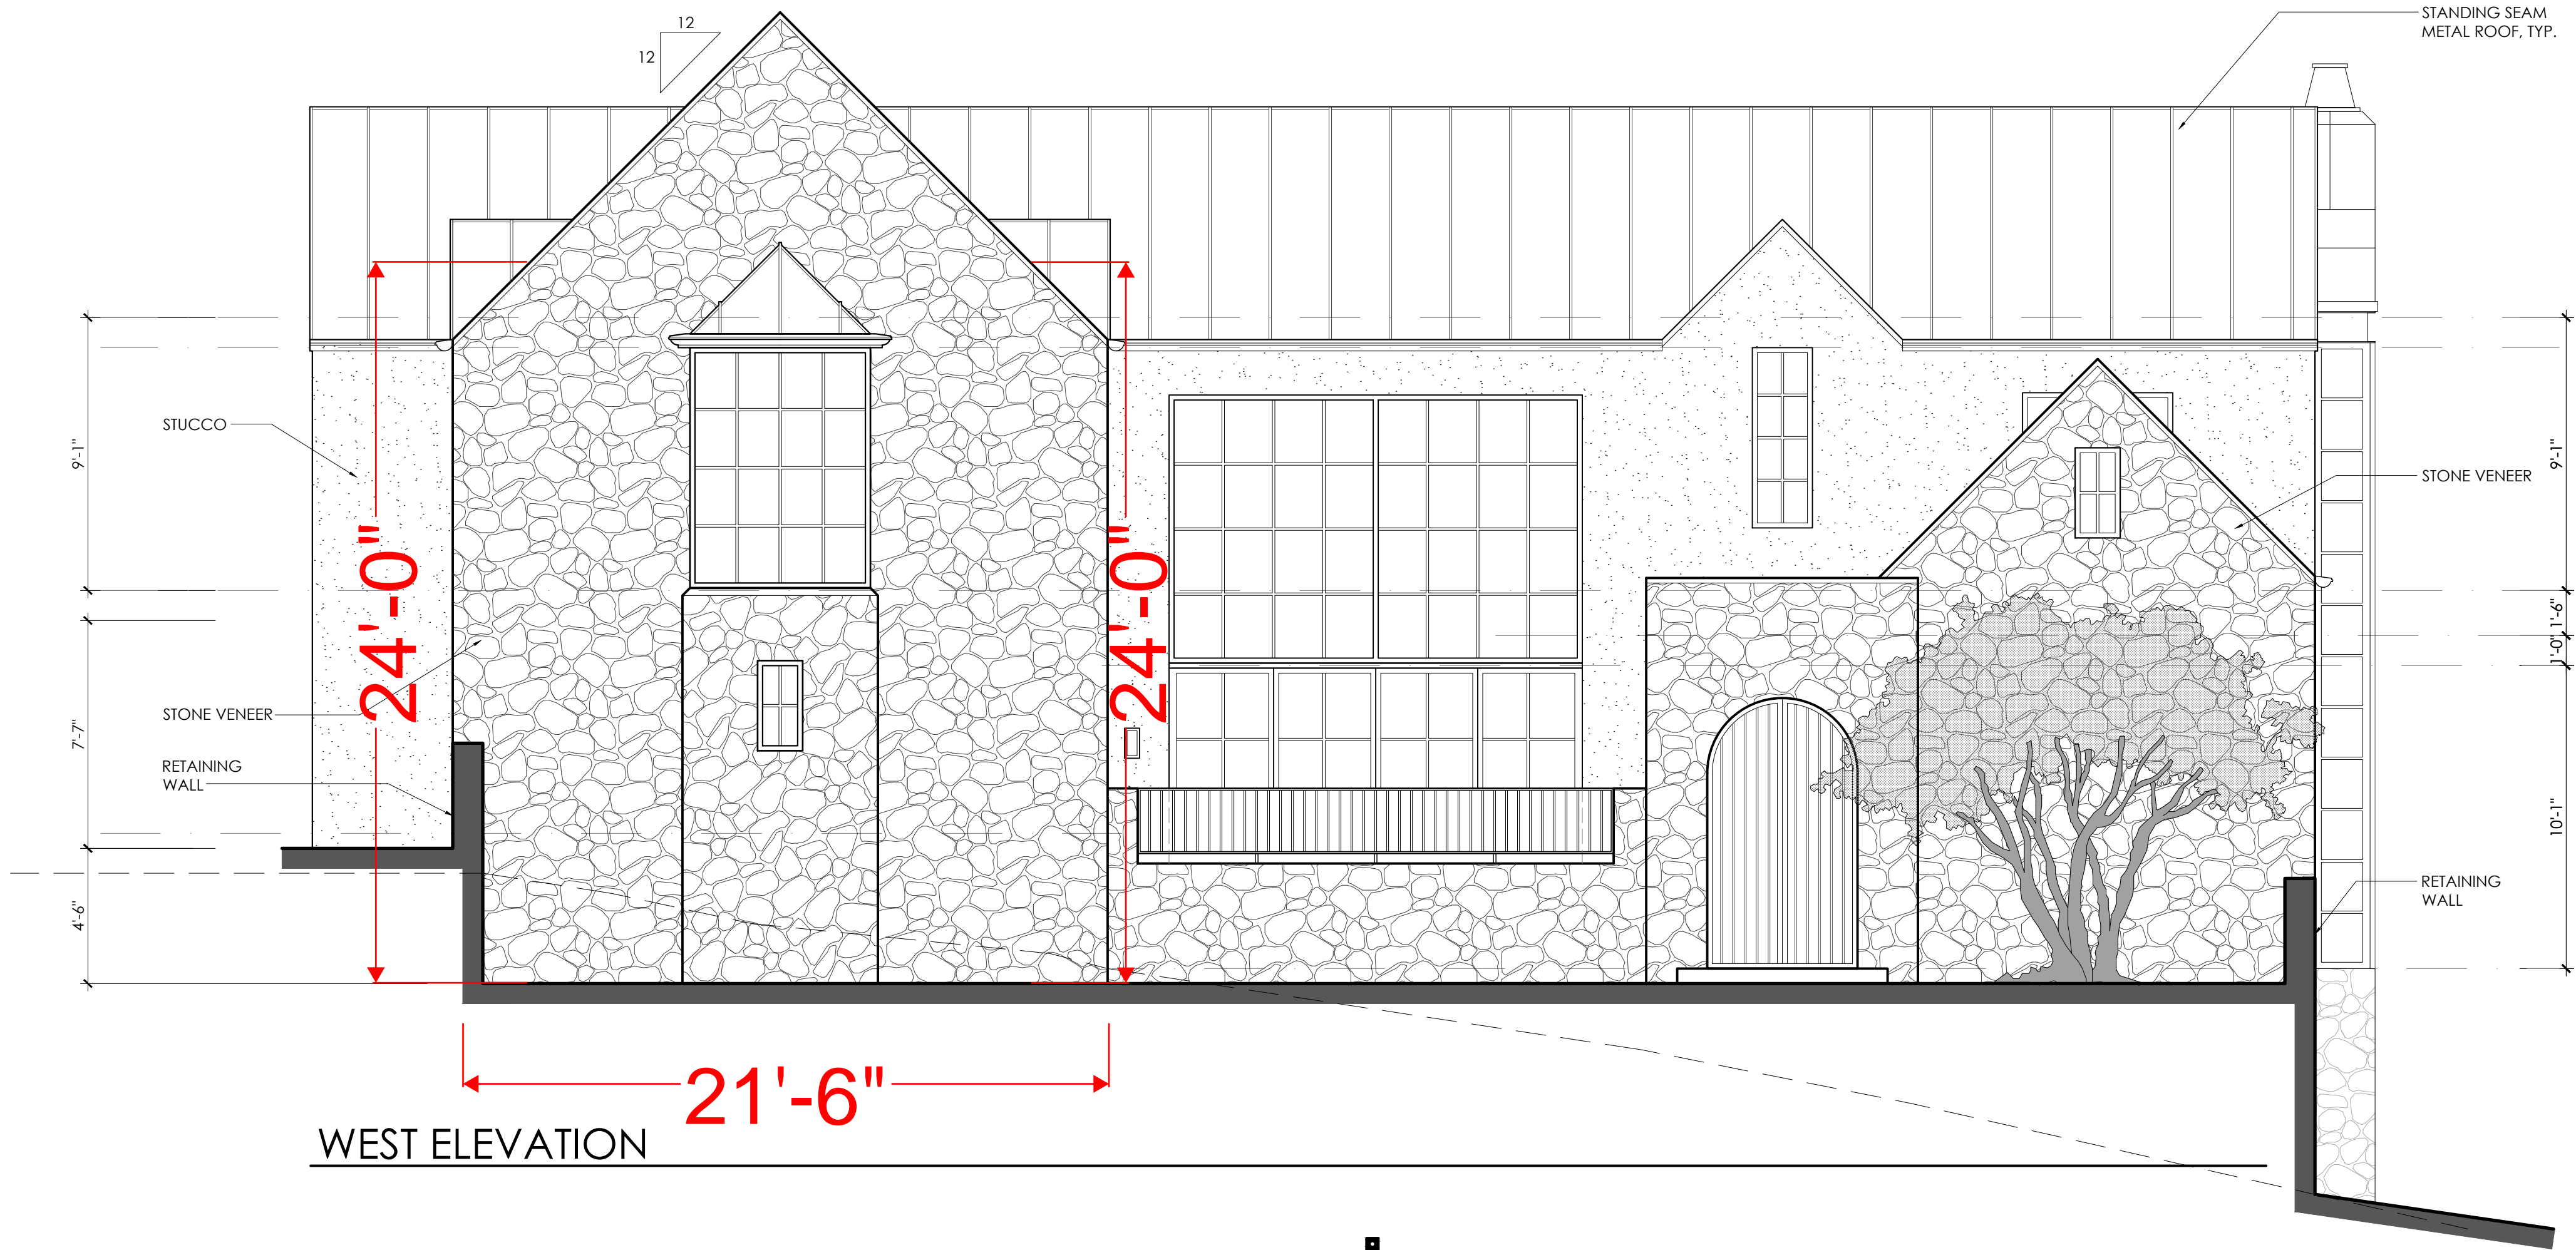 12
12
STANDING SEAM
METAL ROOF, TYP.
STUCCO
STONE VENEER
RETAINING
WALL
9'-1"
7'-7"
4'-6"
24'-0"
24'-0"
21'-6"
9'-1"
1'-6"
1'-0"
10'-1"
STONE VENEER
RETAINING
WALL
WEST ELEVATION